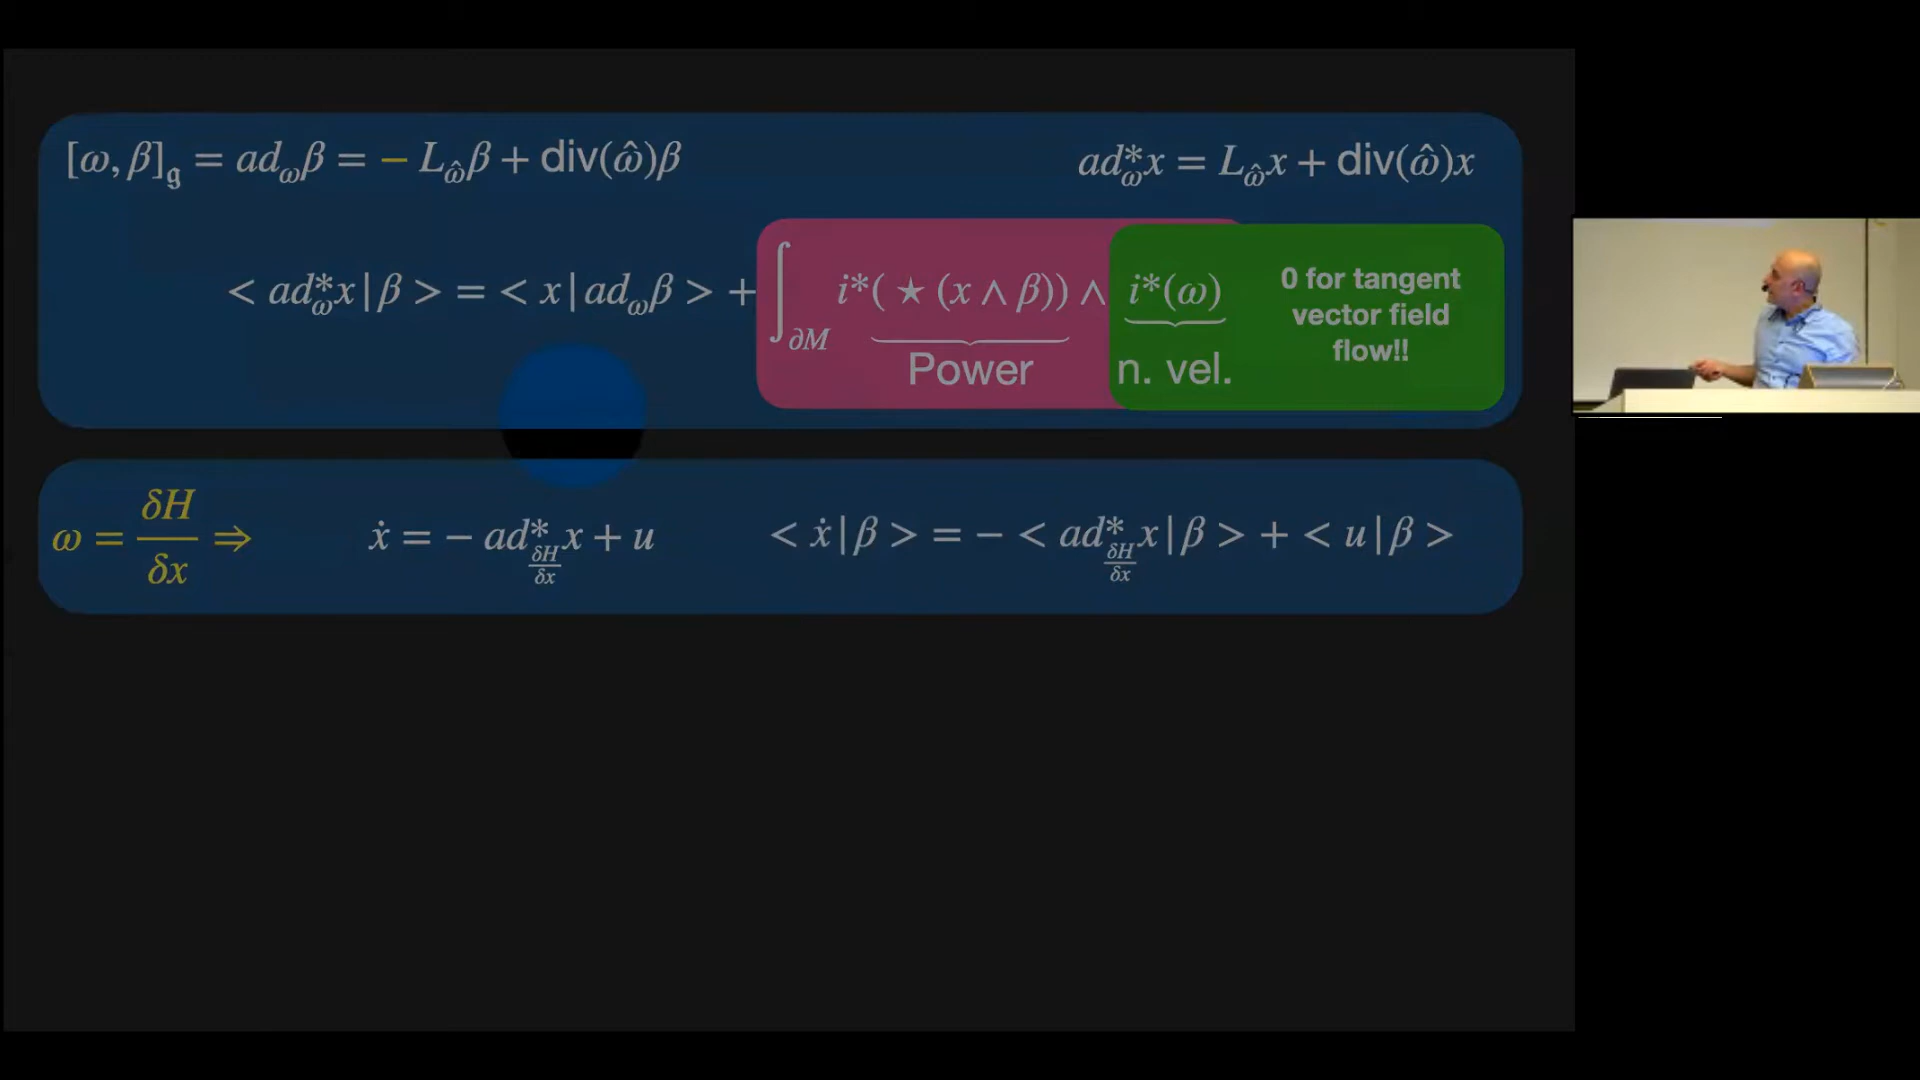 [ω, β]𝔤 = ad_ω β = − L_ω̂ β + div(ω̂)β
ad*_ω x = L_ω̂ x + div(ω̂)x
< ad*_ω x | β > = < x | ad_ω β > + ∫_∂M i*( ★ (x ∧ β)) ∧ i*(ω)
Power
n. vel.
0 for tangent
vector field
flow!!
ω = δH/δx ⇒
ẋ = − ad*_{δH/δx} x + u
< ẋ | β > = − < ad*_{δH/δx} x | β > + < u | β >